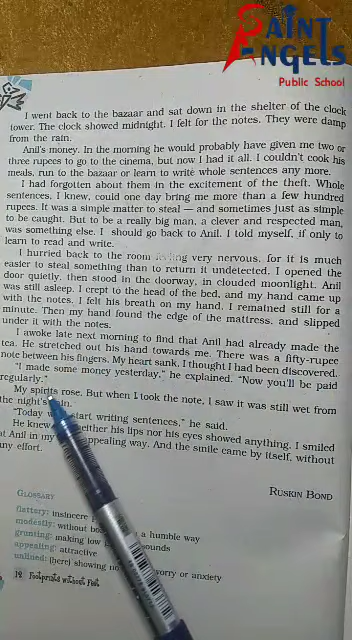 SAINT
ANGELS
Public School
I went back to the bazaar and sat down in the shelter of the clock
tower. The clock showed midnight. I felt for the notes. They were damp
from the rain.
Anil's money. In the morning he would probably have given me two or
three rupees to go to the cinema, but now I had it all. I couldn't cook his
meals, run to the bazaar or learn to write whole sentences any more.
I had forgotten about them in the excitement of the theft. Whole
sentences, I knew, could one day bring me more than a few hundred
rupees. It was a simple matter to steal — and sometimes just as simple
to be caught. But to be a really big man, a clever and respected man,
was something else. I should go back to Anil, I told myself, if only to
learn to read and write.
I hurried back to the room feeling very nervous, for it is much
easier to steal something than to return it undetected. I opened the
door quietly, then stood in the doorway, in clouded moonlight. Anil
was still asleep. I crept to the head of the bed, and my hand came up
with the notes. I felt his breath on my hand. I remained still for a
minute. Then my hand found the edge of the mattress, and slipped
under it with the notes.
I awoke late next morning to find that Anil had already made the
tea. He stretched out his hand towards me. There was a fifty-rupee
note between his fingers. My heart sank. I thought I had been discovered.
"I made some money yesterday," he explained. "Now you'll be paid
regularly."
My spirits rose. But when I took the note, I saw it was still wet from
the night's rain.
"Today start writing sentences," he said.
He knew. neither his lips nor his eyes showed anything. I smiled
at Anil in my appealing way. And the smile came by itself, without
any effort.
RUSKIN BOND
GLOSSARY
flattery: insincere
modestly: without a humble way
grunting: making low sounds
appealing: attractive
unlined: (here) showing no worry or anxiety
14 Footprints without Feet